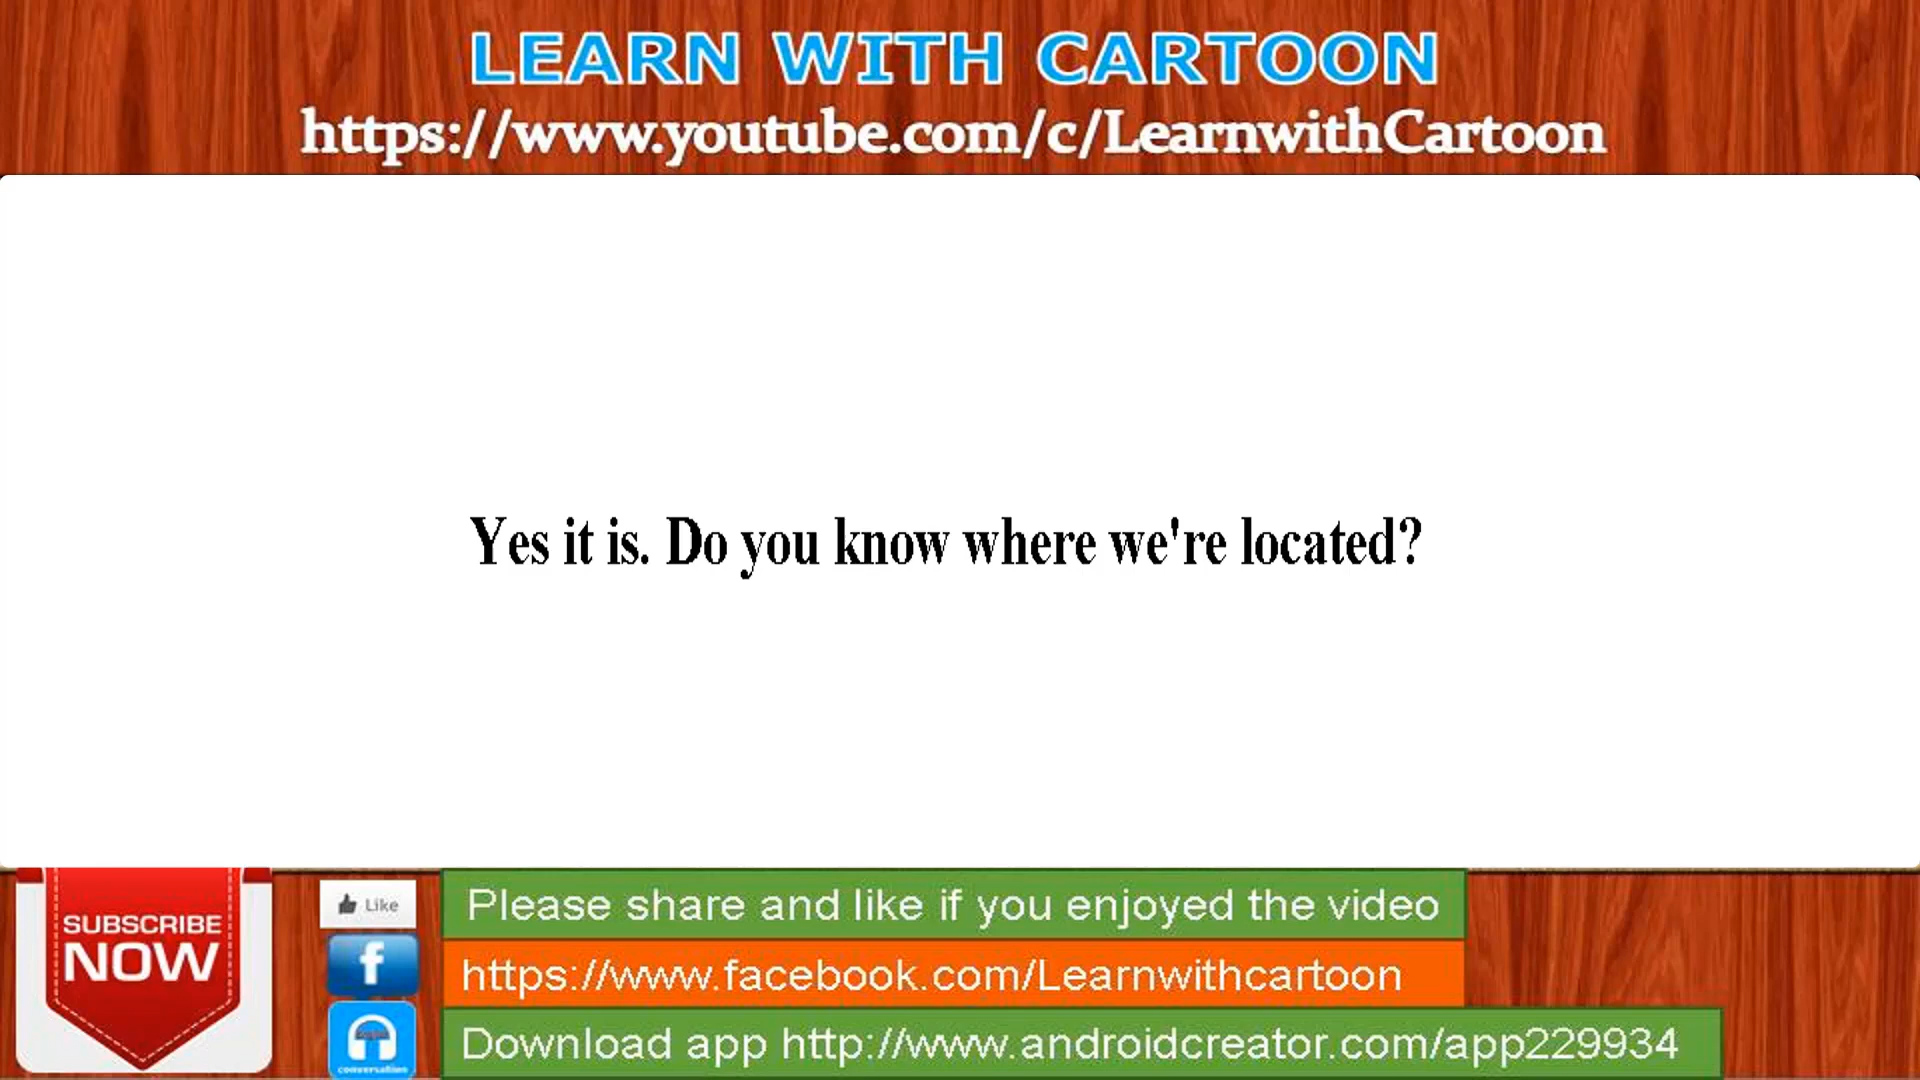 LEARN WITH CARTOON
https://www.youtube.com/c/LearnwithCartoon
Yes it is. Do you know where we're located?
SUBSCRIBE
NOW
Like
f
Please share and like if you enjoyed the video
https://www.facebook.com/Learnwithcartoon
Download app http://www.androidcreator.com/app229934
conversation